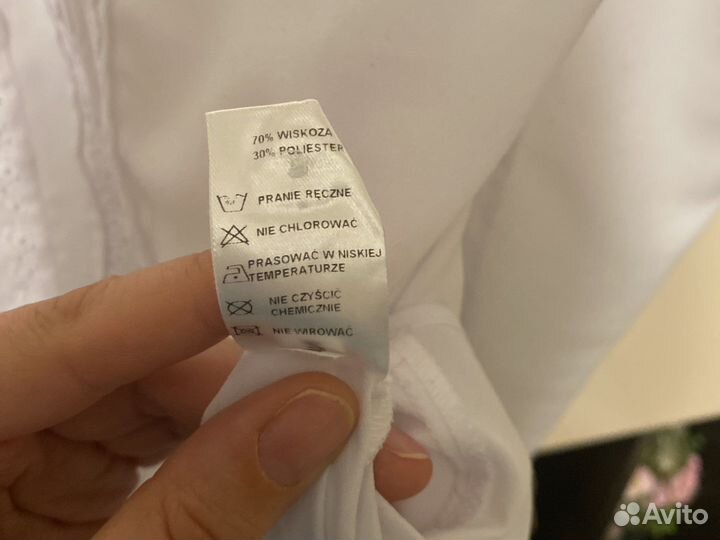 70% WISKOZA
30% POLIESTER
PRANIE RĘCZNE
NIE CHLOROWAĆ
PRASOWAĆ W NISKIEJ
TEMPERATURZE
NIE CZYŚCIĆ
CHEMICZNIE
NIE WIROWAĆ
Avito